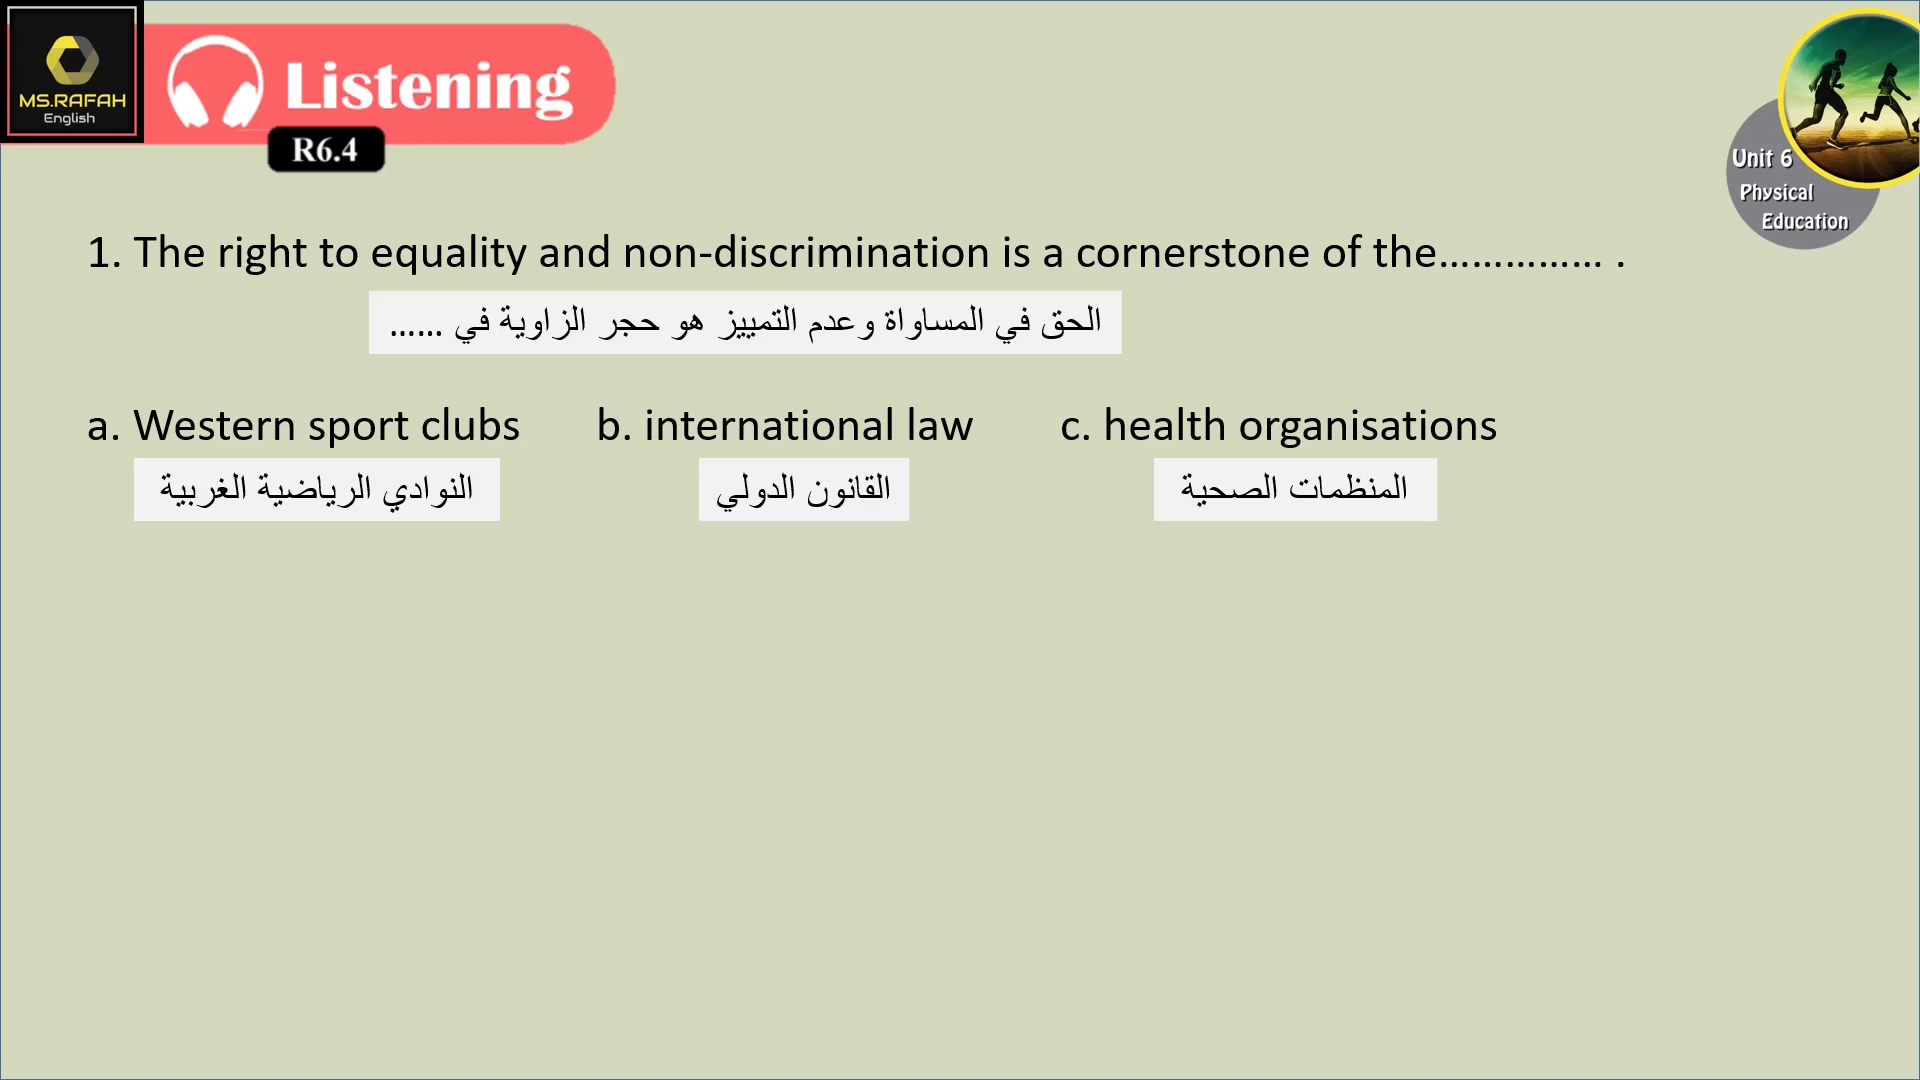 MS.RAFAH
English
Listening
R6.4
Unit 6
Physical
Education
1. The right to equality and non-discrimination is a cornerstone of the…………… .
الحق في المساواة وعدم التمييز هو حجر الزاوية في ......
a. Western sport clubs b. international law c. health organisations
النوادي الرياضية الغربية القانون الدولي المنظمات الصحية